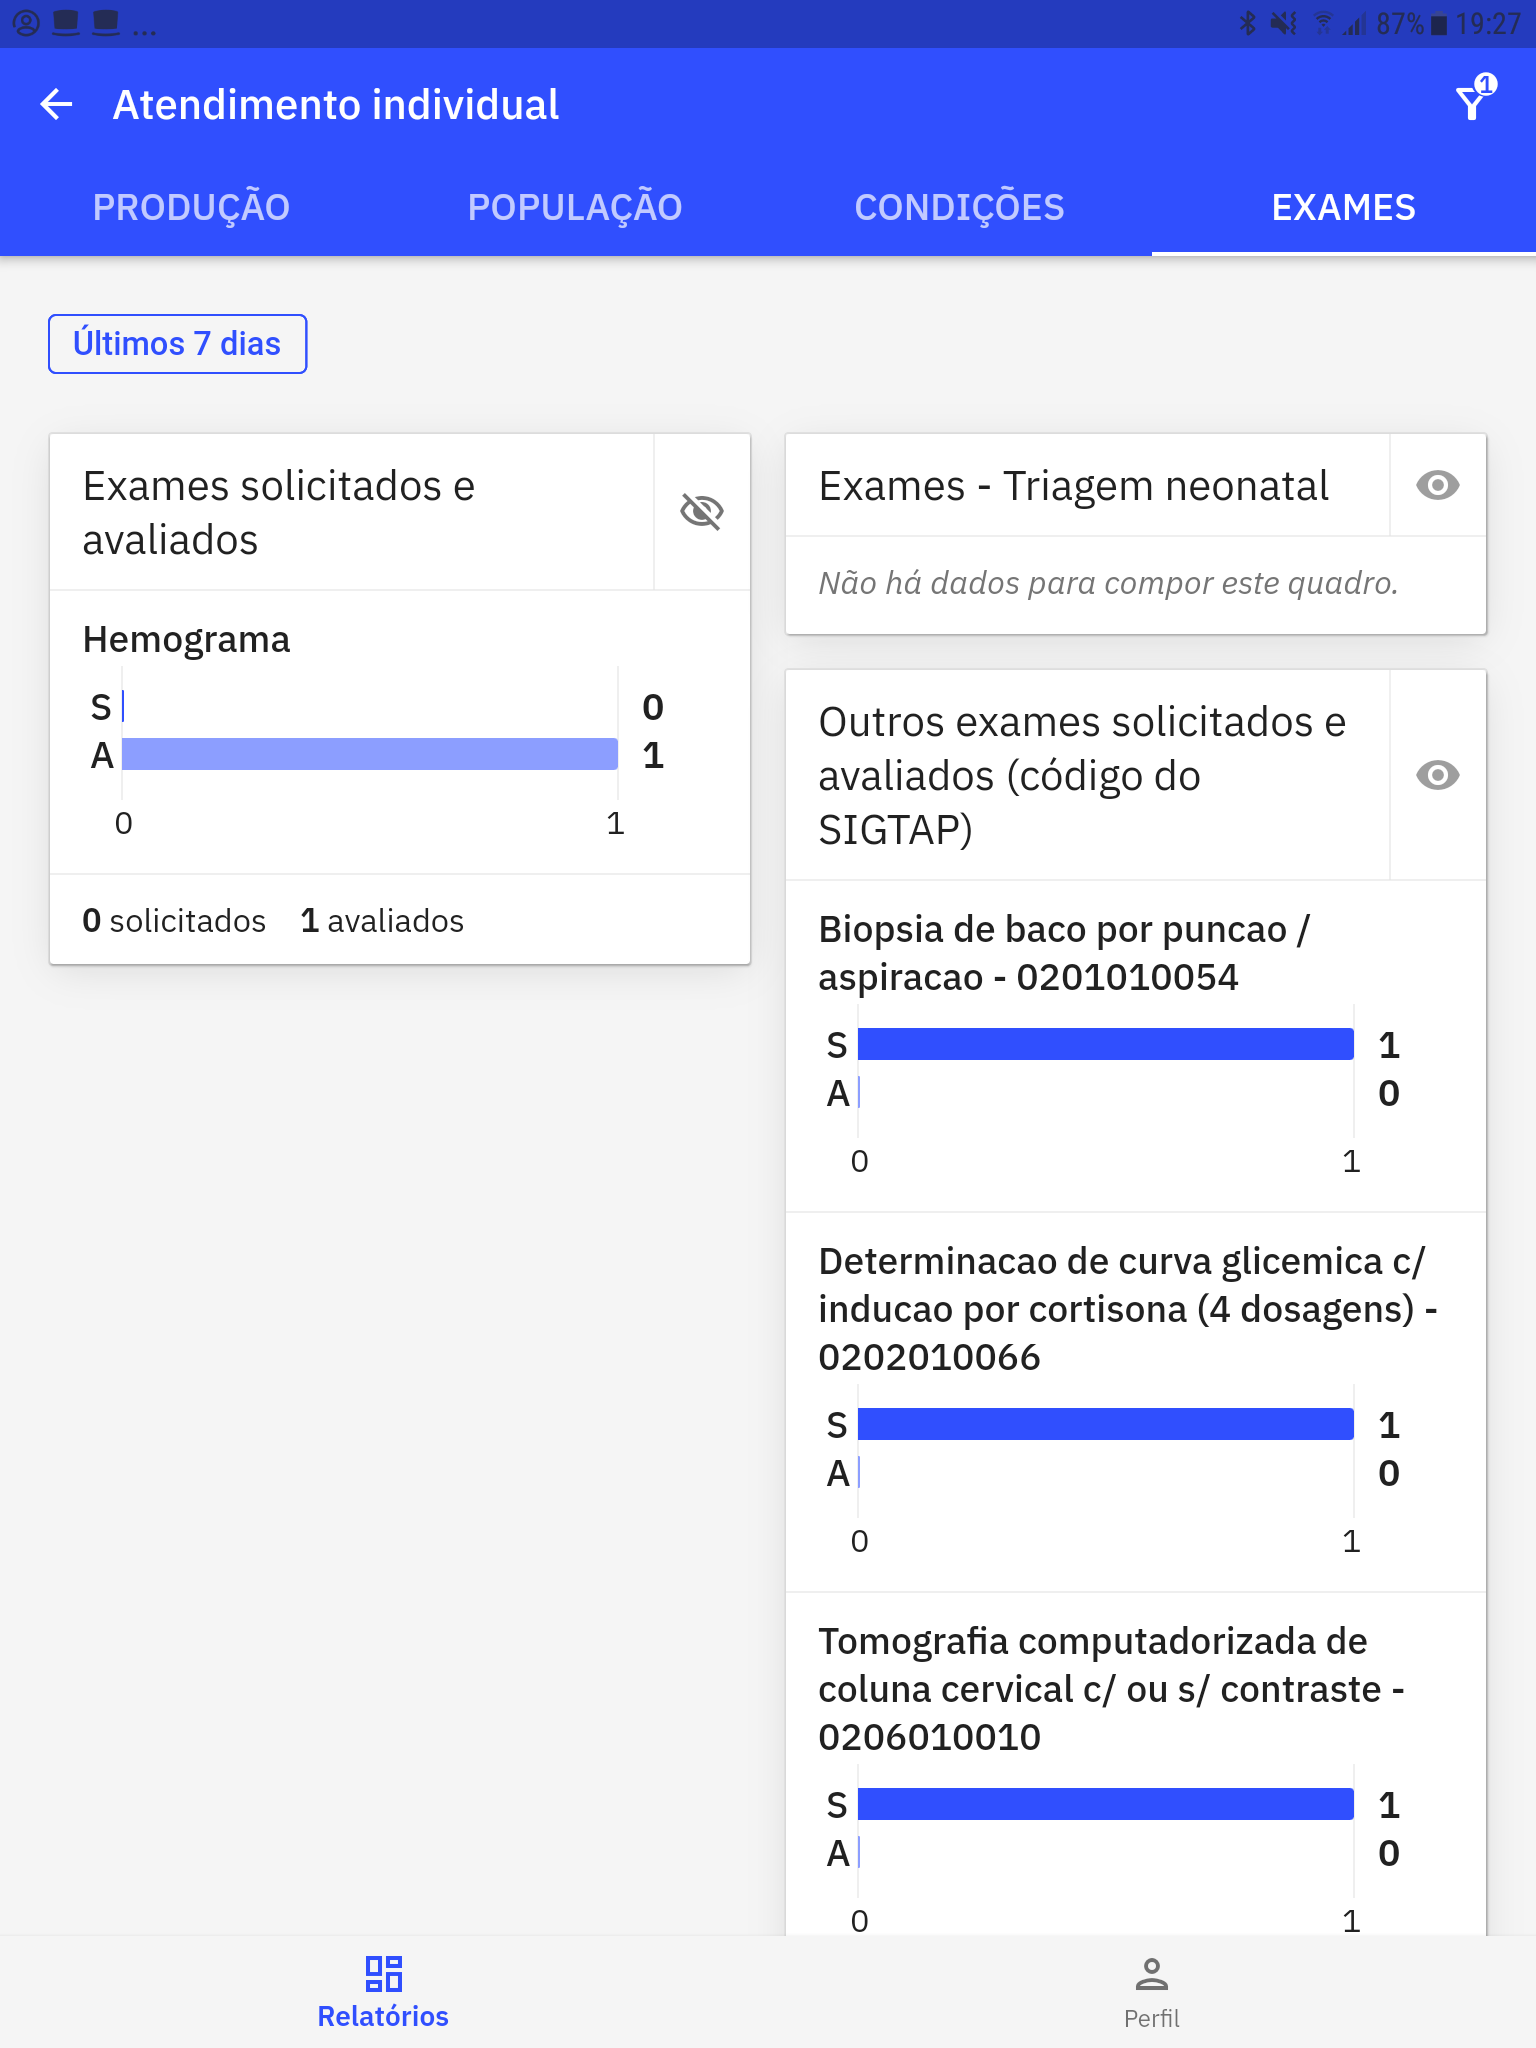 ... 87% 19:27
Atendimento individual 1
PRODUÇÃO POPULAÇÃO CONDIÇÕES EXAMES
Últimos 7 dias
Exames solicitados e
avaliados
Hemograma
S 0
A 1
0 1
0 solicitados 1 avaliados
Exames - Triagem neonatal
Não há dados para compor este quadro.
Outros exames solicitados e
avaliados (código do
SIGTAP)
Biopsia de baco por puncao /
aspiracao - 0201010054
S 1
A 0
0 1
Determinacao de curva glicemica c/
inducao por cortisona (4 dosagens) -
0202010066
S 1
A 0
0 1
Tomografia computadorizada de
coluna cervical c/ ou s/ contraste -
0206010010
S 1
A 0
0 1
Relatórios Perfil